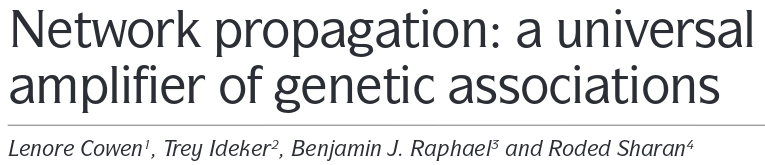 Network propagation: a universal
amplifier of genetic associations
Lenore Cowen¹, Trey Ideker², Benjamin J. Raphael³ and Roded Sharan⁴